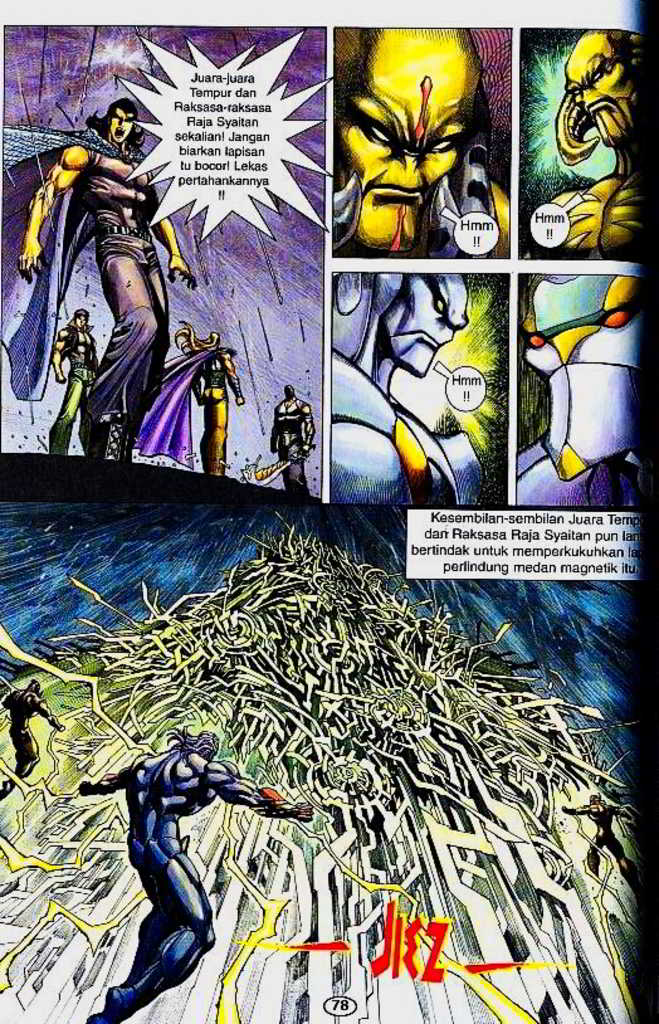 Juara-juara
Tempur dan
Raksasa-raksasa
Raja Syaitan
sekalian! Jangan
biarkan lapisan
tu bocor! Lekas
pertahankannya
!!
Hmm
!!
Hmm
!!
Hmm
!!
Kesembilan-sembilan Juara
dan Raksasa Raja Syaitan pun
bertindak untuk memperkukuhkan
perlindung medan magnetik itu.
JIEZ
78